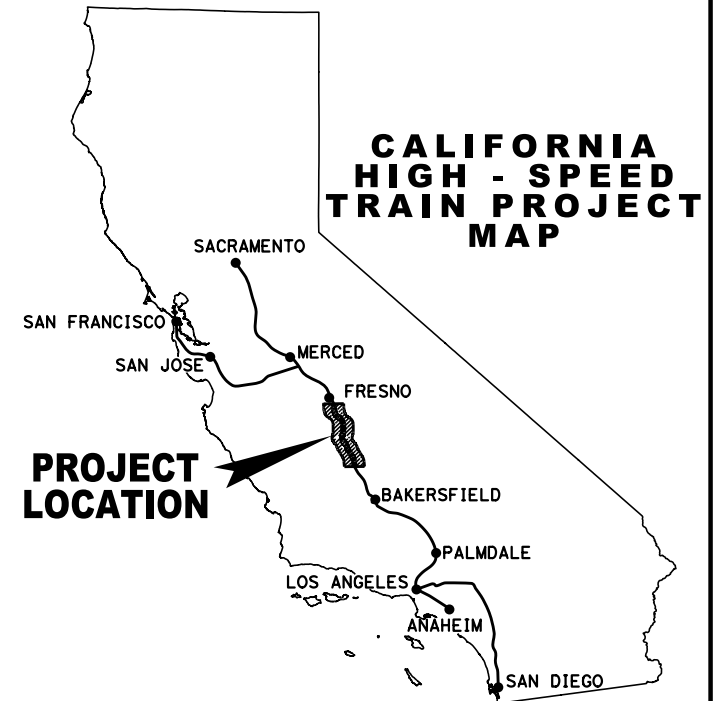 CALIFORNIA
HIGH - SPEED
TRAIN PROJECT
MAP
SACRAMENTO
SAN FRANCISCO
MERCED
SAN JOSE
FRESNO
PROJECT
LOCATION
BAKERSFIELD
PALMDALE
LOS ANGELES
ANAHEIM
SAN DIEGO